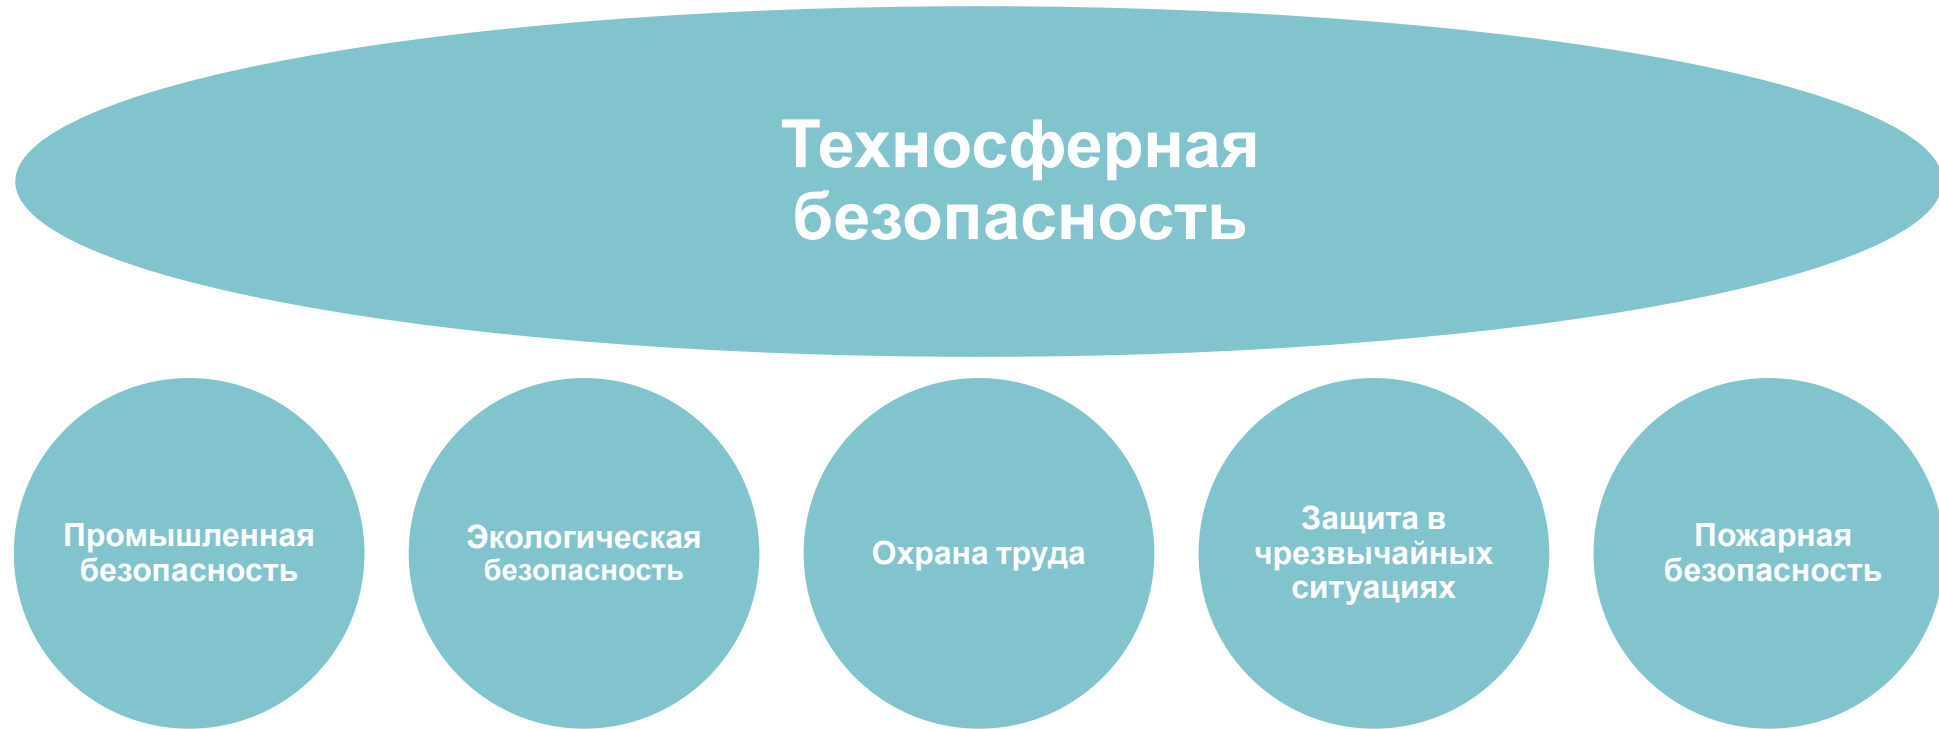 Техносферная
безопасность
Промышленная
безопасность
Экологическая
безопасность
Охрана труда
Защита в
чрезвычайных
ситуациях
Пожарная
безопасность